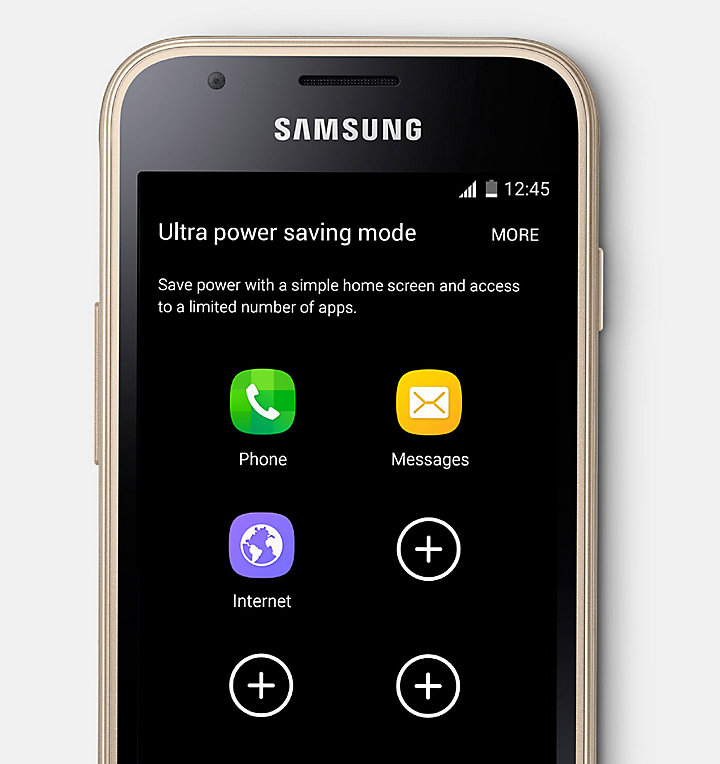 SAMSUNG
12:45
Ultra power saving mode
MORE
Save power with a simple home screen and access
to a limited number of apps.
Phone
Messages
Internet